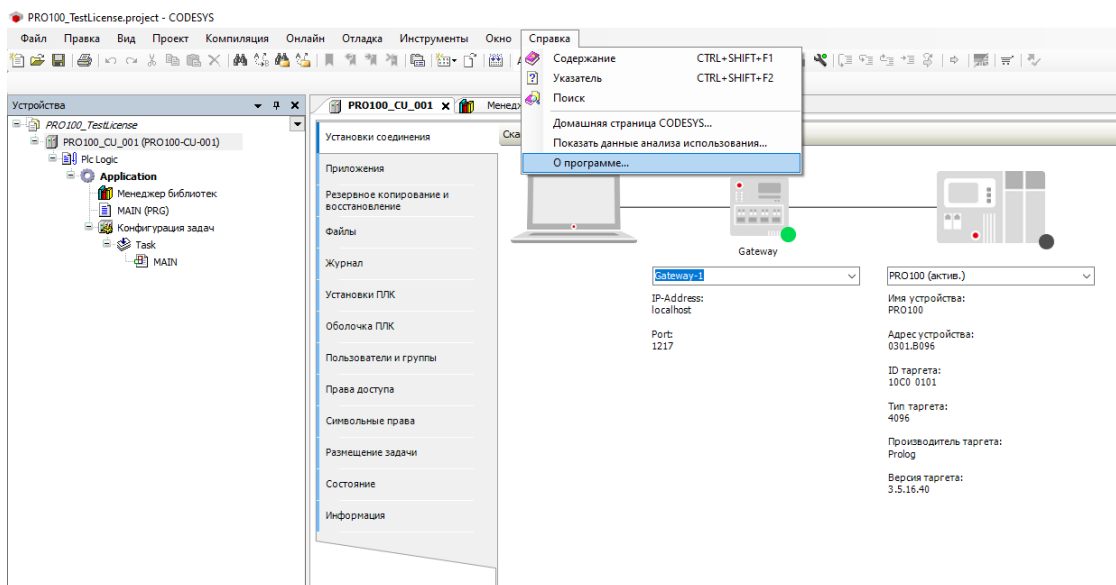 PRO100_TestLicense.project - CODESYS
Файл Правка Вид Проект Компиляция Онлайн Отладка Инструменты Окно Справка
Содержание CTRL+SHIFT+F1
Указатель CTRL+SHIFT+F2
Поиск
Домашняя страница CODESYS...
Показать данные анализа использования...
О программе...
Устройства
PRO100_TestLicense
PRO100_CU_001 (PRO100-CU-001)
Plc Logic
Application
Менеджер библиотек
MAIN (PRG)
Конфигурация задач
Task
MAIN
PRO100_CU_001
Установки соединения
Приложения
Резервное копирование и
восстановление
Файлы
Журнал
Установки ПЛК
Оболочка ПЛК
Пользователи и группы
Права доступа
Символьные права
Размещение задачи
Состояние
Информация
Gateway
Gateway-1
IP-Address:
localhost
Port:
1217
PRO100 (актив.)
Имя устройства:
PRO100
Адрес устройства:
0301.B096
ID таргета:
10C0 0101
Тип таргета:
4096
Производитель таргета:
Prolog
Версия таргета:
3.5.16.40